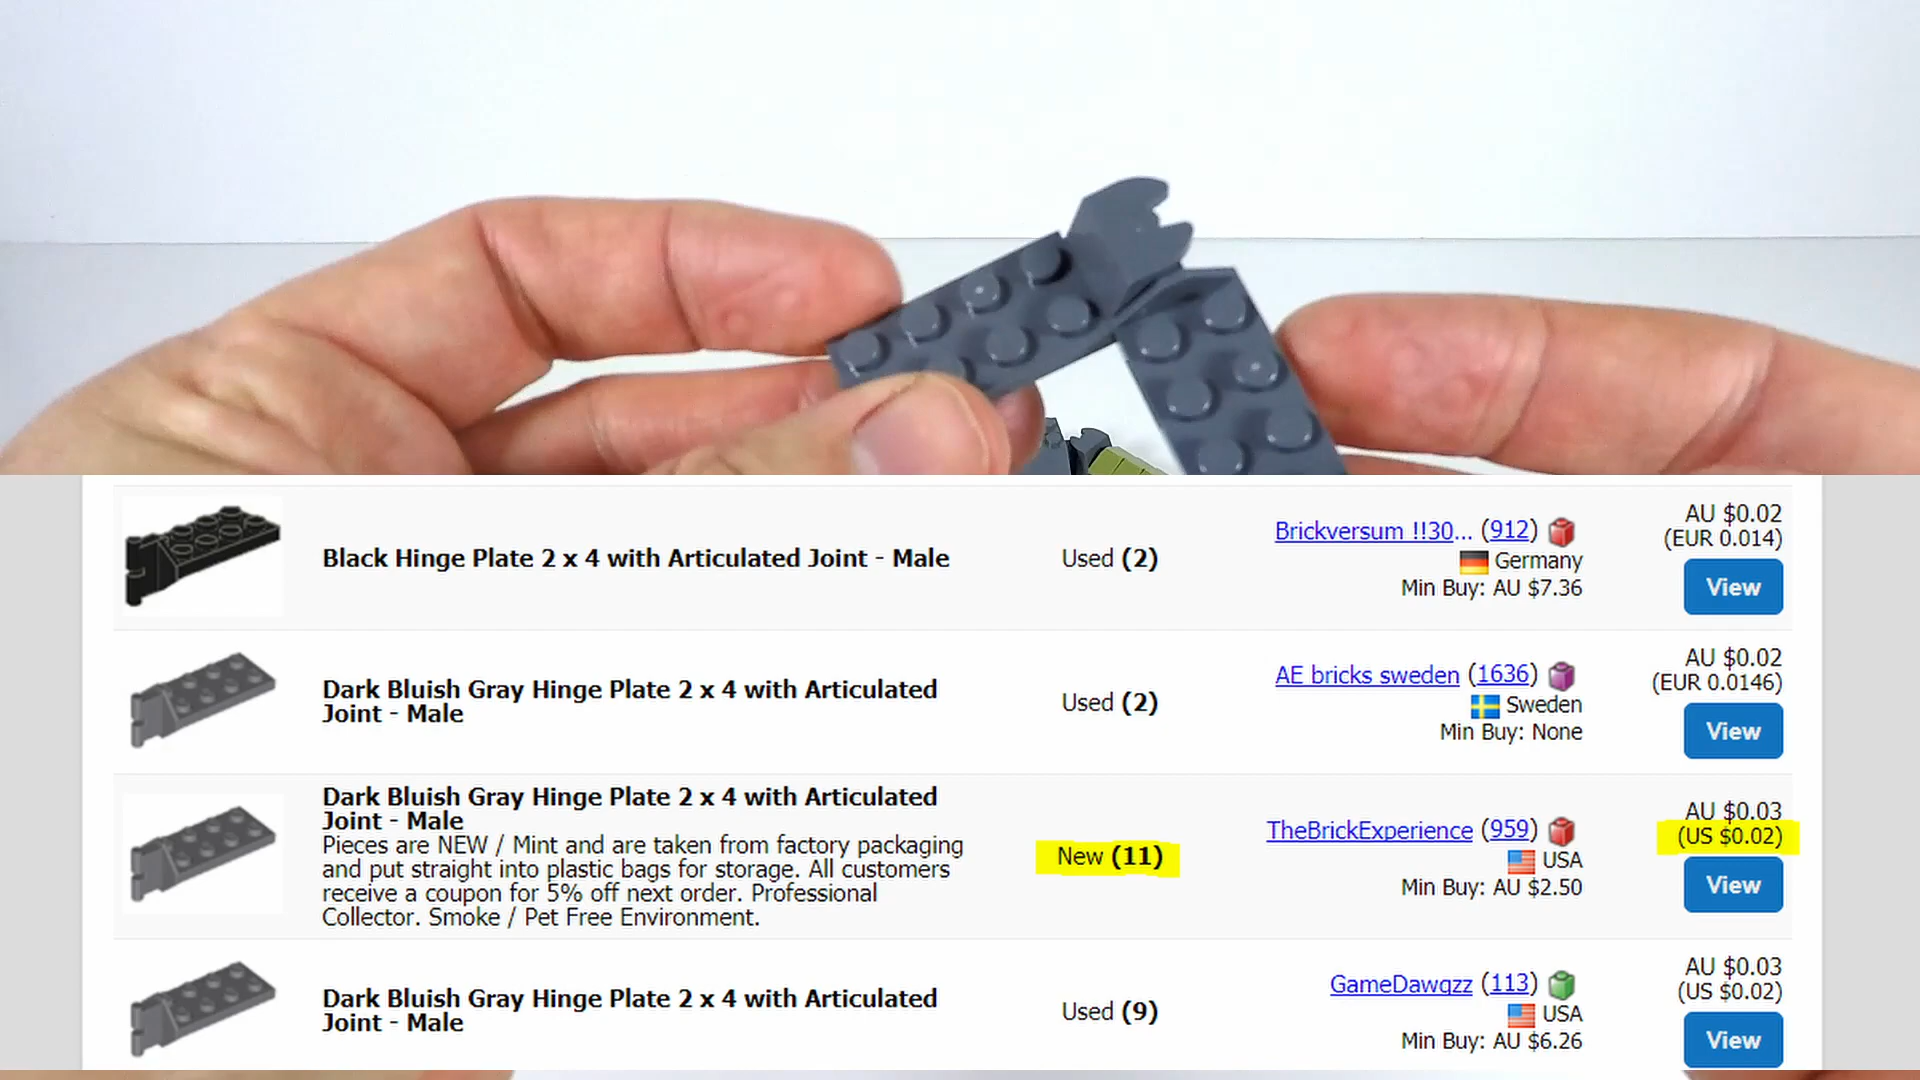 Black Hinge Plate 2 x 4 with Articulated Joint - Male
Used (2)
Brickversum !!30... (912)
Germany
Min Buy: AU $7.36
AU $0.02
(EUR 0.014)
View
Dark Bluish Gray Hinge Plate 2 x 4 with Articulated
Joint - Male
Used (2)
AE bricks sweden (1636)
Sweden
Min Buy: None
AU $0.02
(EUR 0.0146)
View
Dark Bluish Gray Hinge Plate 2 x 4 with Articulated
Joint - Male
Pieces are NEW / Mint and are taken from factory packaging
and put straight into plastic bags for storage. All customers
receive a coupon for 5% off next order. Professional
Collector. Smoke / Pet Free Environment.
New (11)
TheBrickExperience (959)
USA
Min Buy: AU $2.50
AU $0.03
(US $0.02)
View
Dark Bluish Gray Hinge Plate 2 x 4 with Articulated
Joint - Male
Used (9)
GameDawgzz (113)
USA
Min Buy: AU $6.26
AU $0.03
(US $0.02)
View